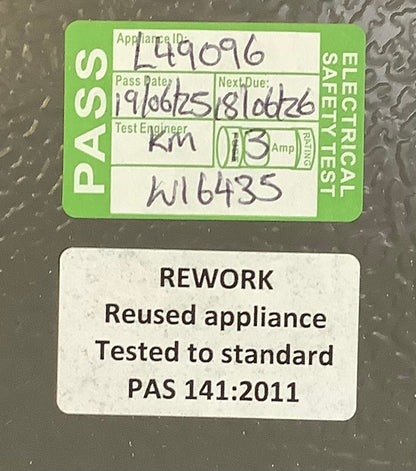 PASS
Appliance ID:
L49096
Pass Date: Next Due:
19/06/25 18/06/26
Test Engineer
KM
FUSE 13 Amp RATING
W16435
ELECTRICAL
SAFETY TEST
REWORK
Reused appliance
Tested to standard
PAS 141:2011